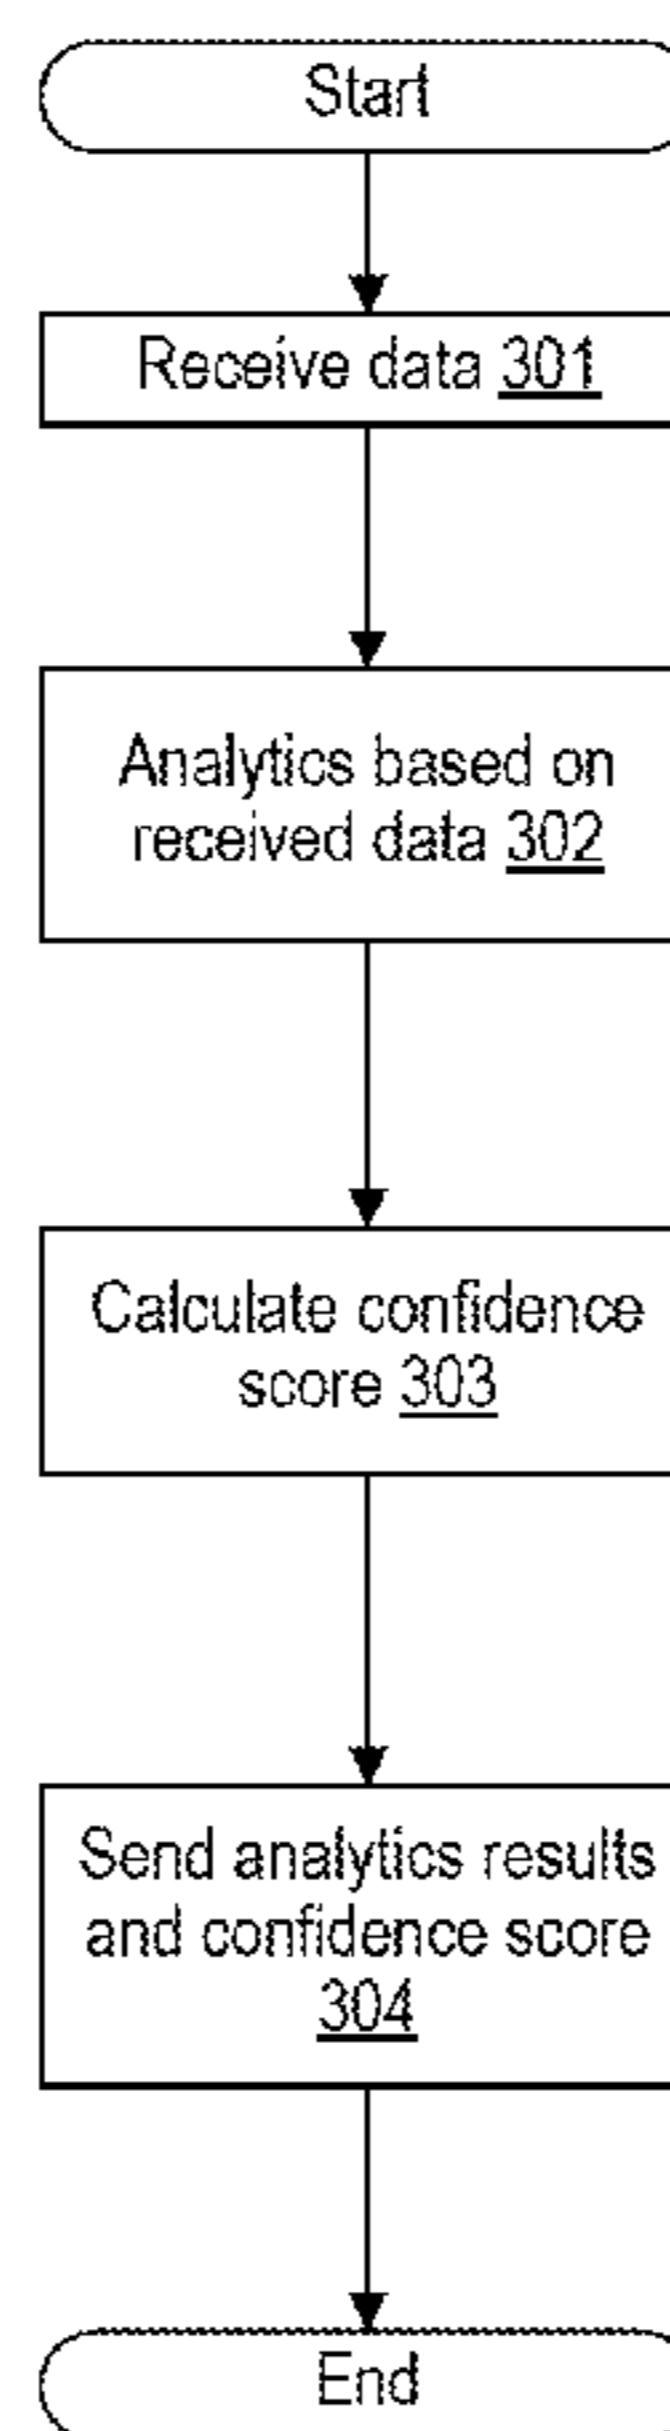 Start
Receive data 301
Analytics based on
received data 302
Calculate confidence
score 303
Send analytics results
and confidence score
304
End